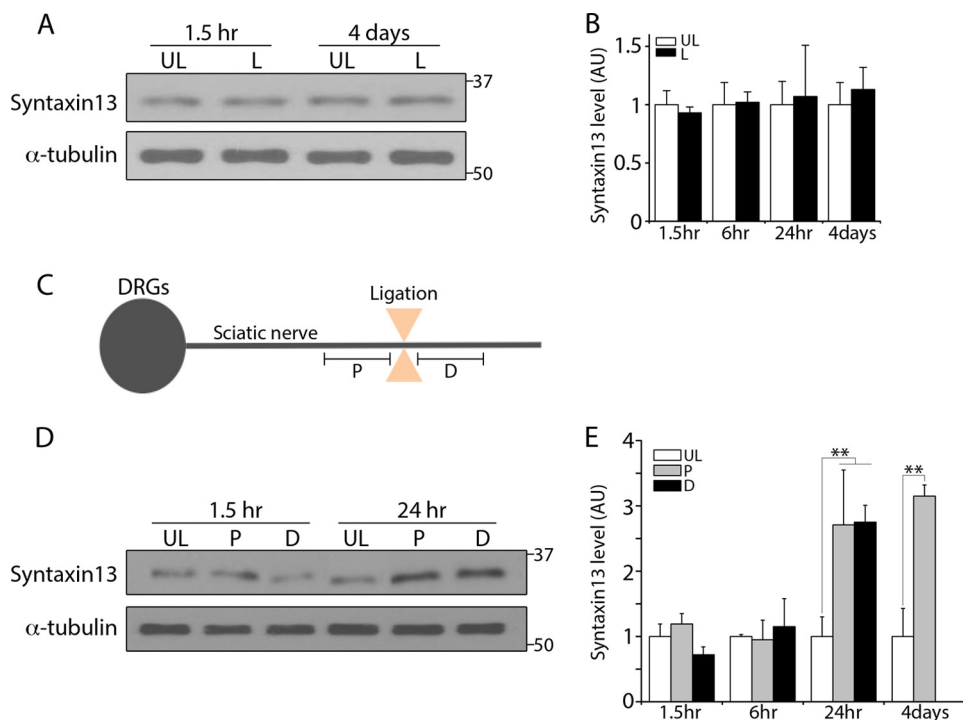 A
1.5 hr 4 days
UL L UL L
Syntaxin13
37
α-tubulin
50
B
UL
L
Syntaxin13 level (AU)
1.5
1
0.5
0
1.5hr 6hr 24hr 4days
C
DRGs
Ligation
Sciatic nerve
P D
D
1.5 hr 24 hr
UL P D UL P D
Syntaxin13
37
α-tubulin
50
E
UL
P
D
** **
Syntaxin13 level (AU)
4
3
2
1
0
1.5hr 6hr 24hr 4days